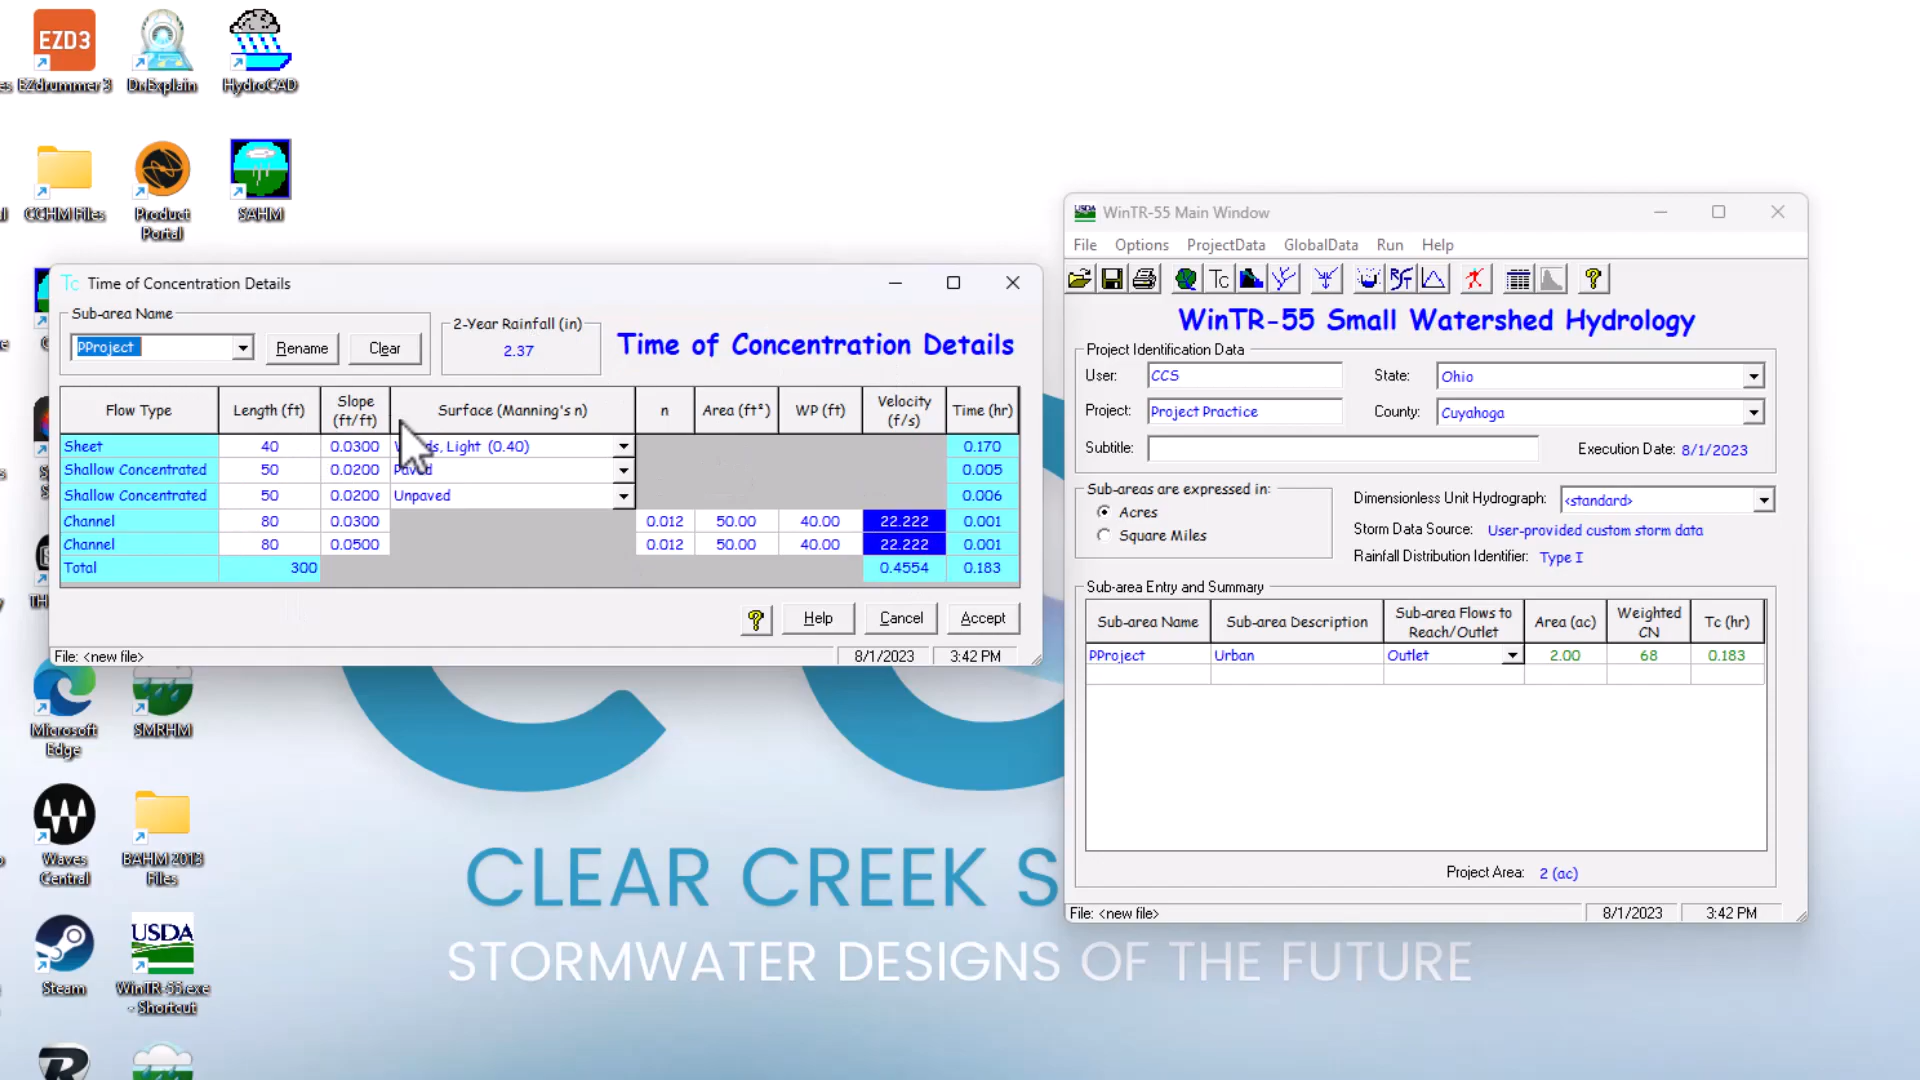 EZD3
EZdrummer 3
Dr.Explain
HydroCAD
CCHM Files
Product
Portal
SAHM
Tc Time of Concentration Details
Sub-area Name
PProject
Rename
Clear
2-Year Rainfall (in)
2.37
Time of Concentration Details
Flow Type Length (ft) Slope (ft/ft) Surface (Manning's n) n Area (ft²) WP (ft) Velocity (f/s) Time (hr)
Sheet 40 0.0300 Light (0.40) 0.170
Shallow Concentrated 50 0.0200 Paved 0.005
Shallow Concentrated 50 0.0200 Unpaved 0.006
Channel 80 0.0300 0.012 50.00 40.00 22.222 0.001
Channel 80 0.0500 0.012 50.00 40.00 22.222 0.001
Total 300 0.4554 0.183
?
Help
Cancel
Accept
File: <new file> 8/1/2023 3:42 PM
USDA WinTR-55 Main Window
File Options ProjectData GlobalData Run Help
Tc
RF
?
WinTR-55 Small Watershed Hydrology
Project Identification Data
User: CCS State: Ohio
Project: Project Practice County: Cuyahoga
Subtitle: Execution Date: 8/1/2023
Sub-areas are expressed in:
Acres
Square Miles
Dimensionless Unit Hydrograph: <standard>
Storm Data Source: User-provided custom storm data
Rainfall Distribution Identifier: Type I
Sub-area Entry and Summary
Sub-area Name Sub-area Description Sub-area Flows to Reach/Outlet Area (ac) Weighted CN Tc (hr)
PProject Urban Outlet 2.00 68 0.183
Project Area: 2 (ac)
File: <new file> 8/1/2023 3:42 PM
Microsoft
Edge
SMRHM
Waves
Central
BAHM 2013
Files
Steam
USDA
WinTR-55.exe
- Shortcut
CLEAR CREEK S
STORMWATER DESIGNS OF THE FUTURE